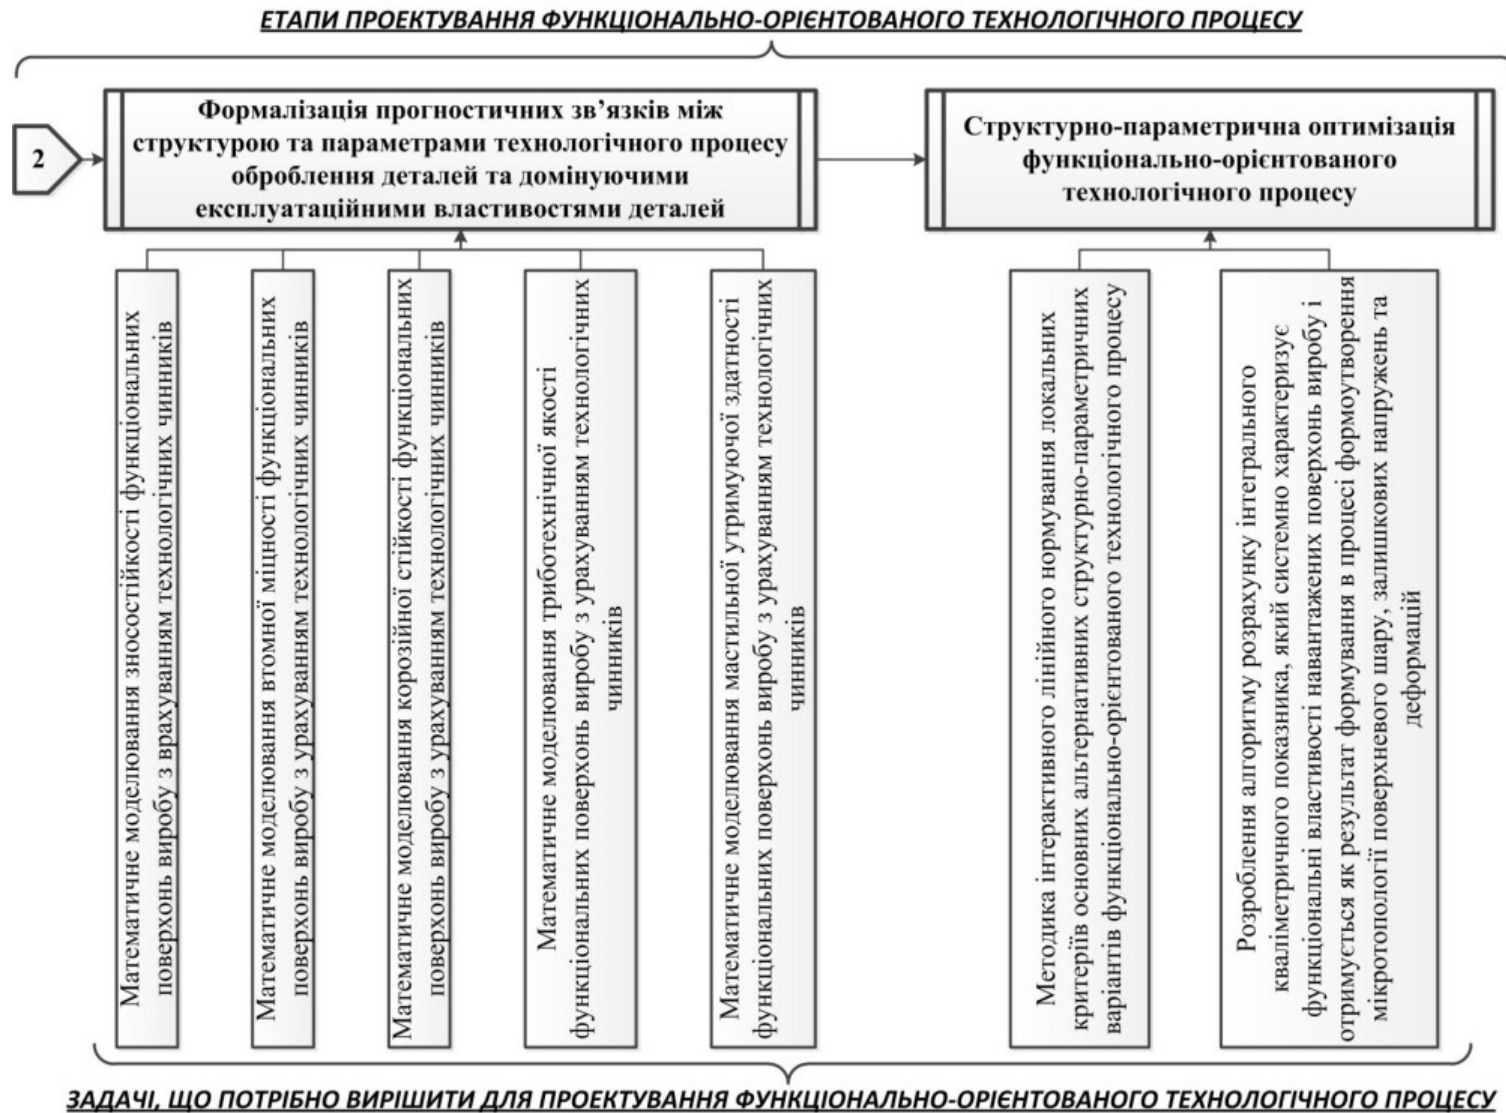 ЕТАПИ ПРОЕКТУВАННЯ ФУНКЦІОНАЛЬНО-ОРІЄНТОВАНОГО ТЕХНОЛОГІЧНОГО ПРОЦЕСУ
2
Формалізація прогностичних зв’язків між
структурою та параметрами технологічного процесу
оброблення деталей та домінуючими
експлуатаційними властивостями деталей
Структурно-параметрична оптимізація
функціонально-орієнтованого
технологічного процесу
Математичне моделювання зносостійкості функціональних
поверхонь виробу з врахуванням технологічних чинників
Математичне моделювання втомної міцності функціональних
поверхонь виробу з урахуванням технологічних чинників
Математичне моделювання корозійної стійкості функціональних
поверхонь виробу з урахуванням технологічних чинників
Математичне моделювання триботехнічної якості
функціональних поверхонь виробу з урахуванням технологічних
чинників
Математичне моделювання мастильної утримуючої здатності
функціональних поверхонь виробу з урахуванням технологічних
чинників
Методика інтерактивного лінійного нормування локальних
критеріїв основних альтернативних структурно-параметричних
варіантів функціонально-орієнтованого технологічного процесу
Розроблення алгоритму розрахунку інтегрального
кваліметричного показника, який системно характеризує
функціональні властивості навантажених поверхонь виробу і
отримується як результат формування в процесі формоутворення
мікротопології поверхневого шару, залишкових напружень та
деформацій
ЗАДАЧІ, ЩО ПОТРІБНО ВИРІШИТИ ДЛЯ ПРОЕКТУВАННЯ ФУНКЦІОНАЛЬНО-ОРІЄНТОВАНОГО ТЕХНОЛОГІЧНОГО ПРОЦЕСУ